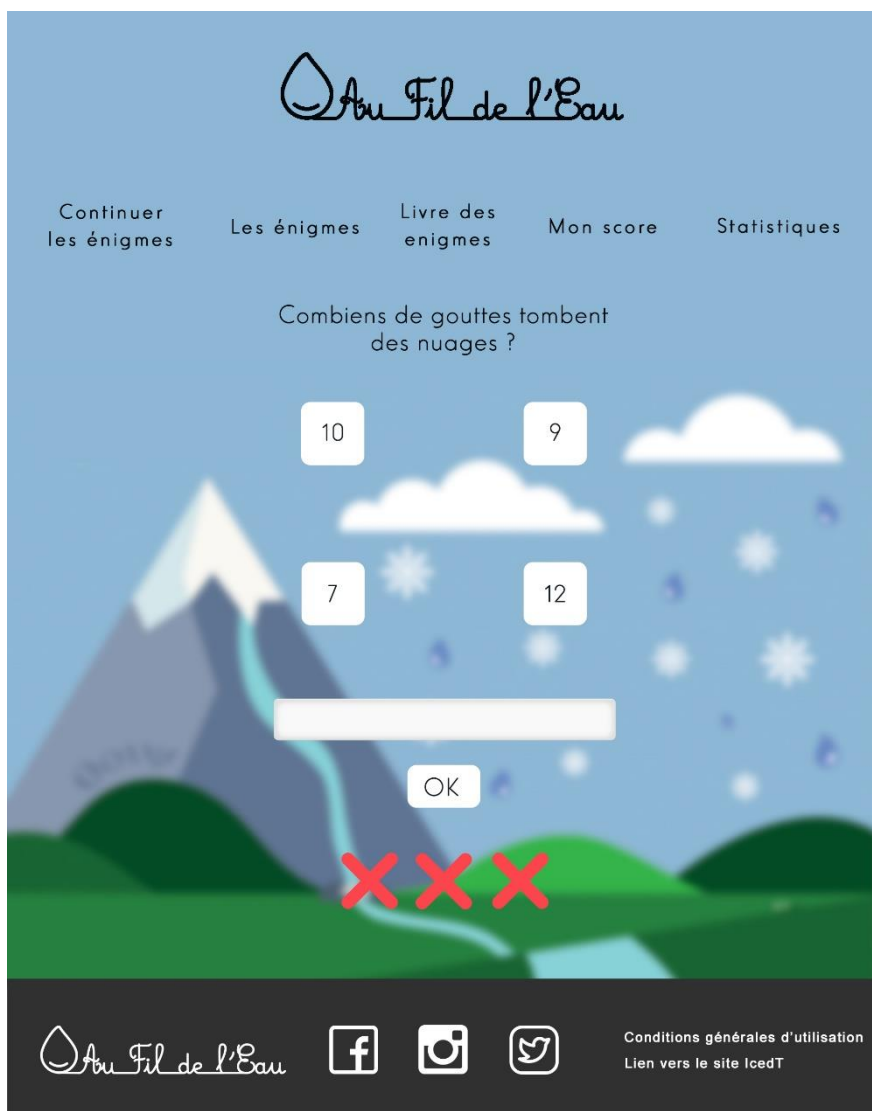 Au Fil de l'Eau
Continuer
les énigmes
Les énigmes
Livre des
enigmes
Mon score
Statistiques
Combiens de gouttes tombent
des nuages ?
10
9
7
12
OK
Au Fil de l'Eau
Conditions générales d'utilisation
Lien vers le site IcedT